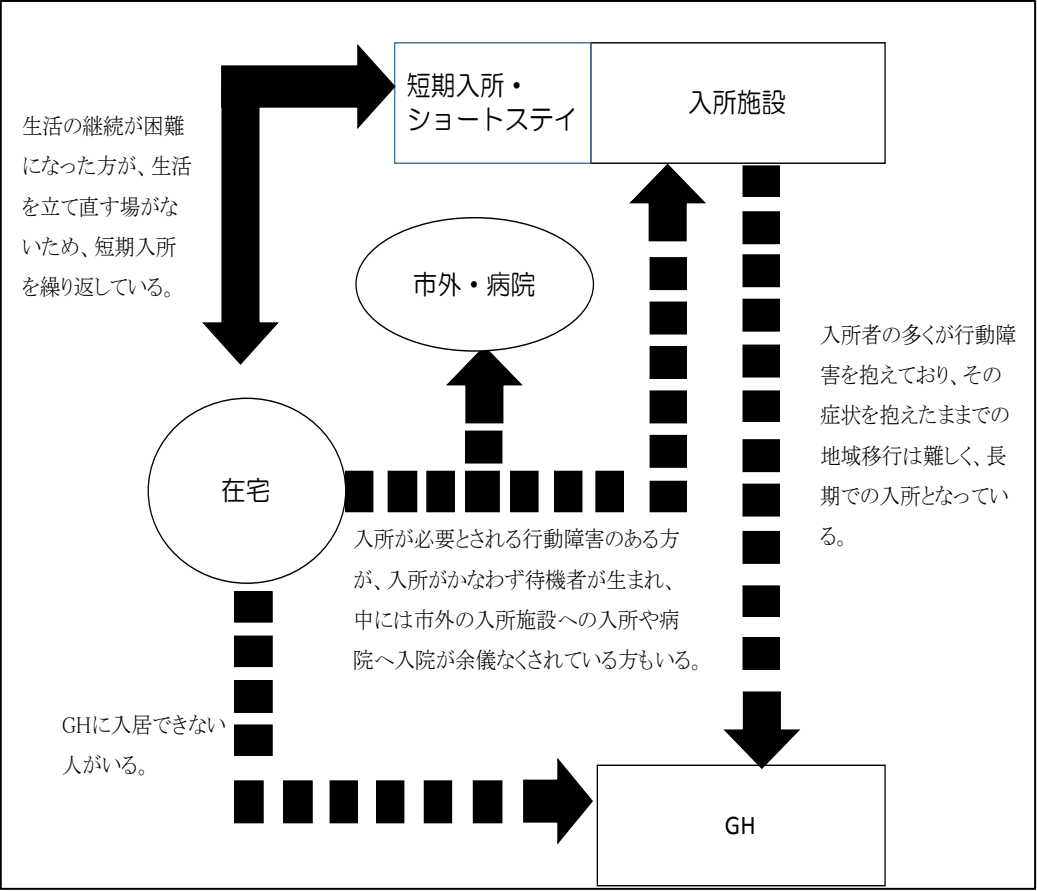 短期入所・
ショートステイ
入所施設
生活の継続が困難
になった方が、生活
を立て直す場がな
いため、短期入所
を繰り返している。
市外・病院
入所者の多くが行動障
害を抱えており、その
症状を抱えたままでの
地域移行は難しく、長
期での入所となってい
る。
在宅
入所が必要とされる行動障害のある方
が、入所がかなわず待機者が生まれ、
中には市外の入所施設への入所や病
院へ入院が余儀なくされている方もいる。
GHに入居できない
人がいる。
GH